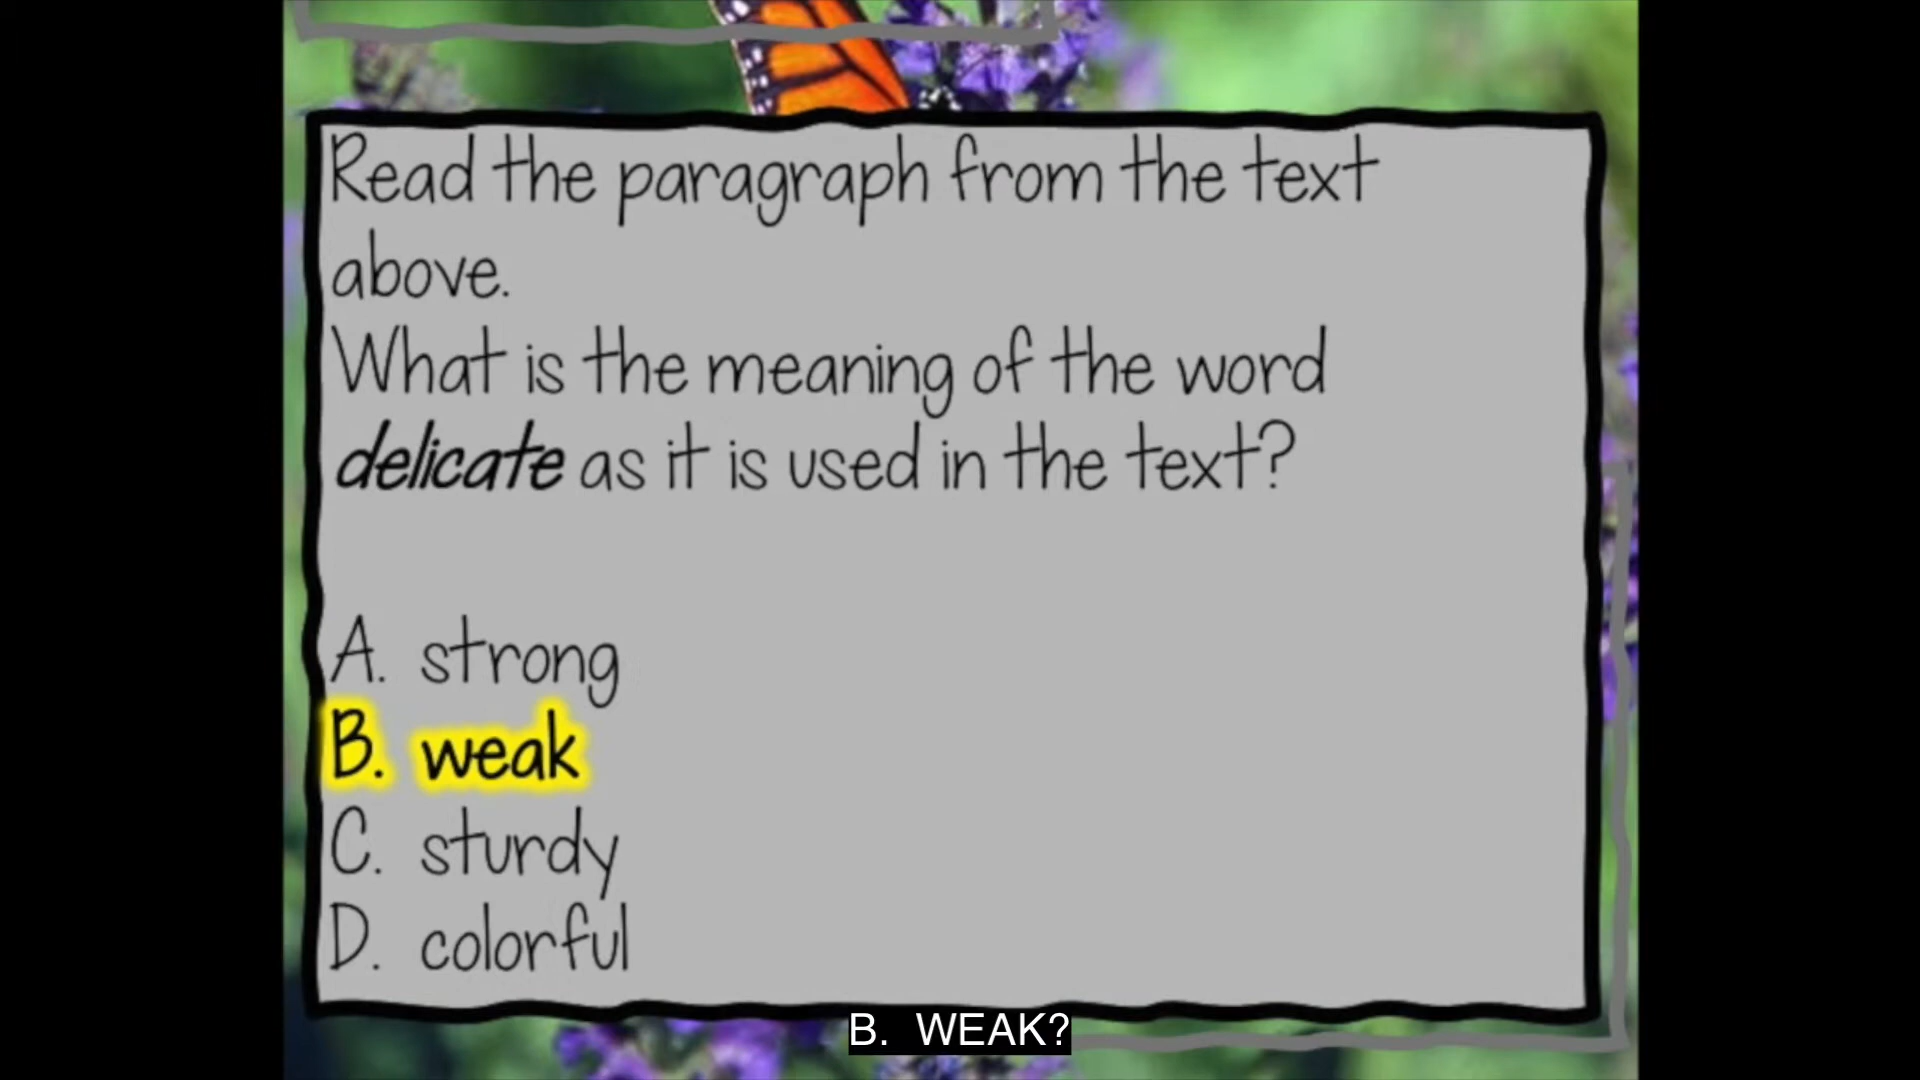 Read the paragraph from the text
above.
What is the meaning of the word
delicate as it is used in the text?
A. strong
B. weak
C. sturdy
D. colorful
B. WEAK?